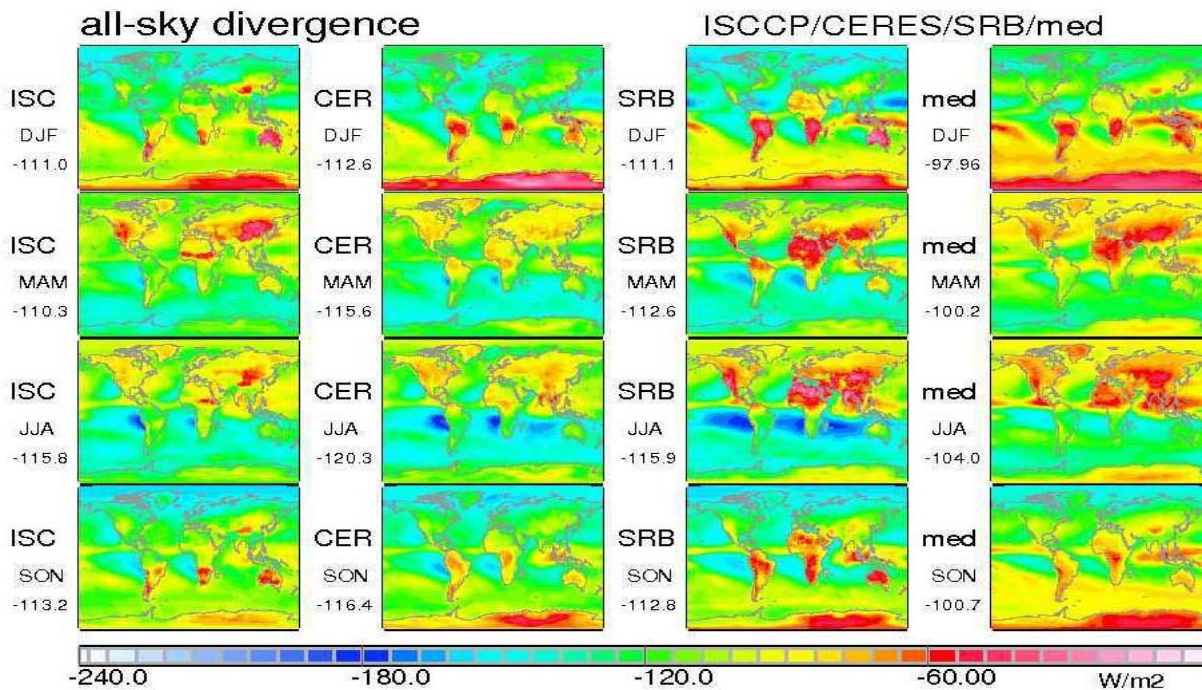 all-sky divergence ISCCP/CERES/SRB/med
ISC CER SRB med
DJF DJF DJF DJF
-111.0 -112.6 -111.1 -97.96
ISC CER SRB med
MAM MAM MAM MAM
-110.3 -115.6 -112.6 -100.2
ISC CER SRB med
JJA JJA JJA JJA
-115.8 -120.3 -115.9 -104.0
ISC CER SRB med
SON SON SON SON
-113.2 -116.4 -112.8 -100.7
-240.0 -180.0 -120.0 -60.00 W/m2